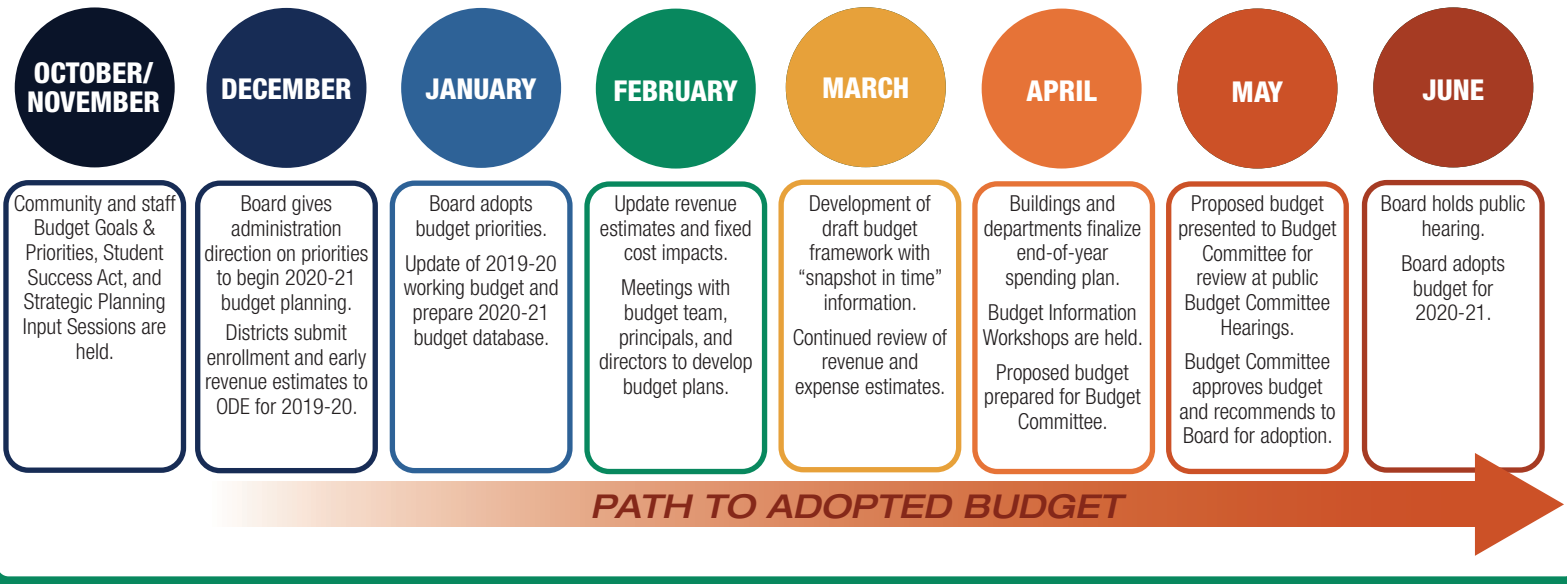 OCTOBER/
NOVEMBER
Community and staff
Budget Goals &
Priorities, Student
Success Act, and
Strategic Planning
Input Sessions are
held.
DECEMBER
Board gives
administration
direction on priorities
to begin 2020-21
budget planning.
Districts submit
enrollment and early
revenue estimates to
ODE for 2019-20.
JANUARY
Board adopts
budget priorities.
Update of 2019-20
working budget and
prepare 2020-21
budget database.
FEBRUARY
Update revenue
estimates and fixed
cost impacts.
Meetings with
budget team,
principals, and
directors to develop
budget plans.
MARCH
Development of
draft budget
framework with
“snapshot in time”
information.
Continued review of
revenue and
expense estimates.
APRIL
Buildings and
departments finalize
end-of-year
spending plan.
Budget Information
Workshops are held.
Proposed budget
prepared for Budget
Committee.
MAY
Proposed budget
presented to Budget
Committee for
review at public
Budget Committee
Hearings.
Budget Committee
approves budget
and recommends to
Board for adoption.
JUNE
Board holds public
hearing.
Board adopts
budget for
2020-21.
PATH TO ADOPTED BUDGET